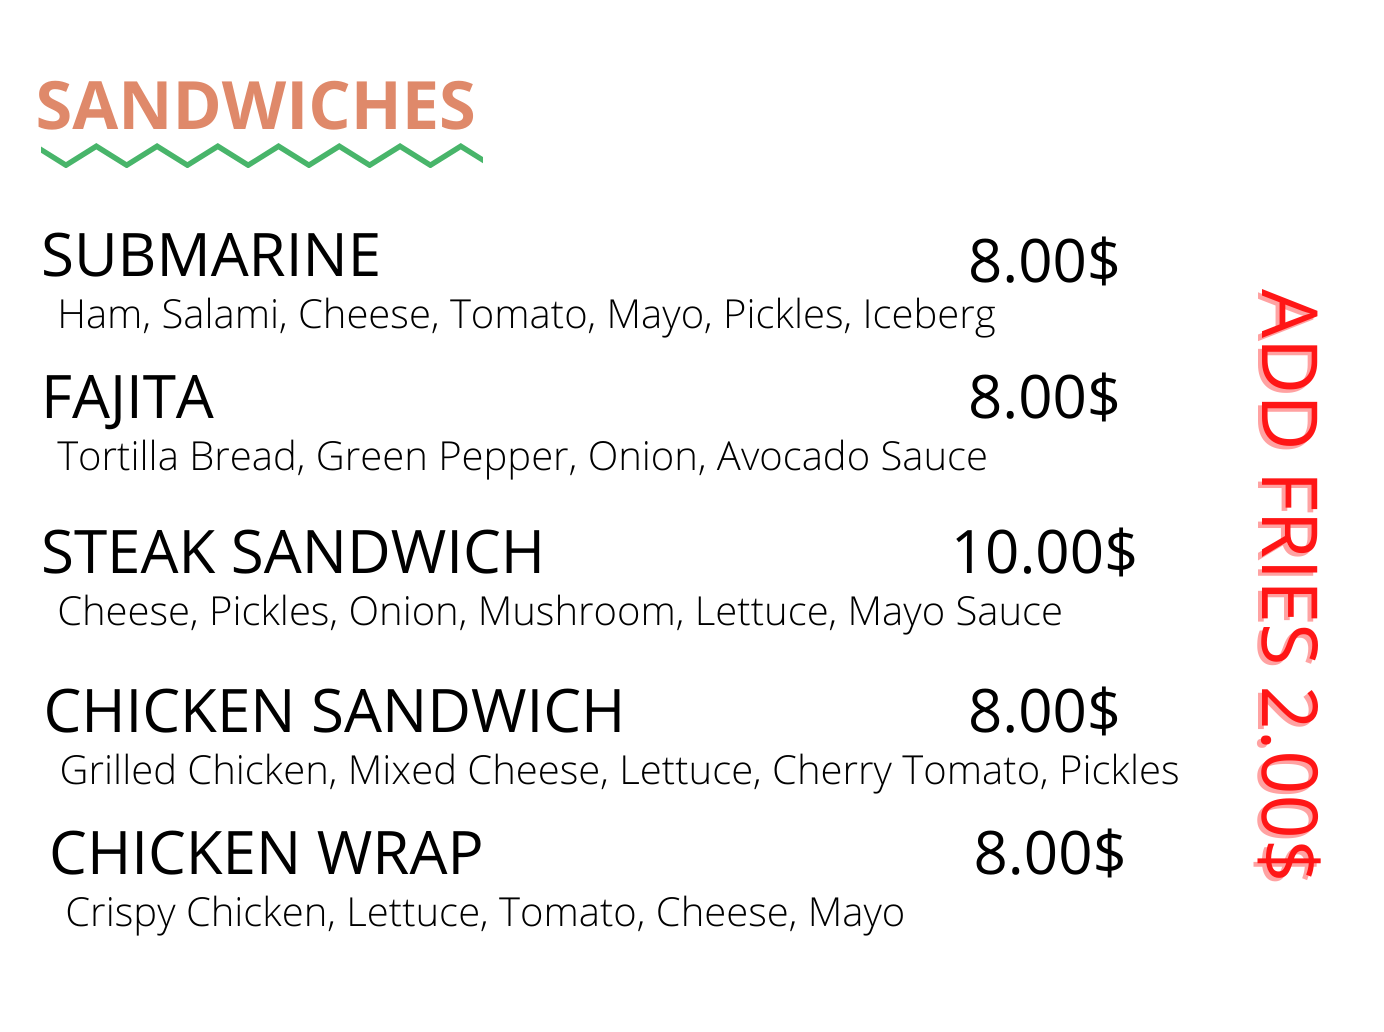 SANDWICHES
SUBMARINE 8.00$
Ham, Salami, Cheese, Tomato, Mayo, Pickles, Iceberg
FAJITA 8.00$
Tortilla Bread, Green Pepper, Onion, Avocado Sauce
STEAK SANDWICH 10.00$
Cheese, Pickles, Onion, Mushroom, Lettuce, Mayo Sauce
CHICKEN SANDWICH 8.00$
Grilled Chicken, Mixed Cheese, Lettuce, Cherry Tomato, Pickles
CHICKEN WRAP 8.00$
Crispy Chicken, Lettuce, Tomato, Cheese, Mayo
ADD FRIES 2.00$